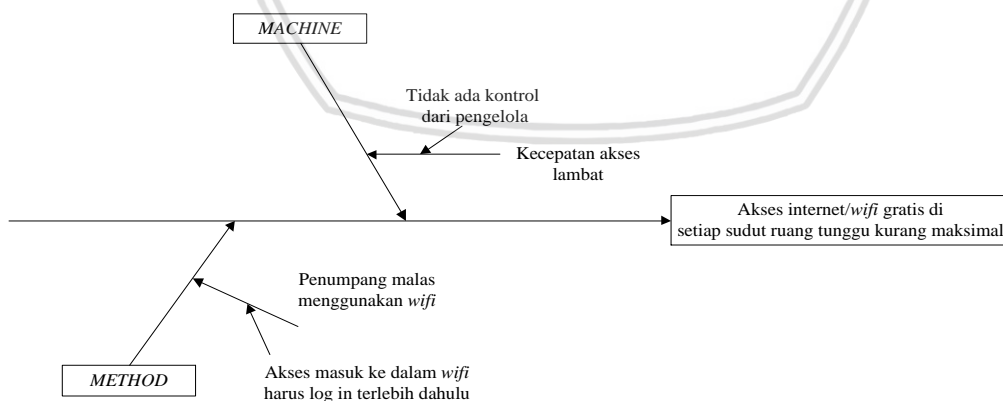 MACHINE
Tidak ada kontrol
dari pengelola
Kecepatan akses
lambat
Akses internet/wifi gratis di
setiap sudut ruang tunggu kurang maksimal
Penumpang malas
menggunakan wifi
METHOD
Akses masuk ke dalam wifi
harus log in terlebih dahulu